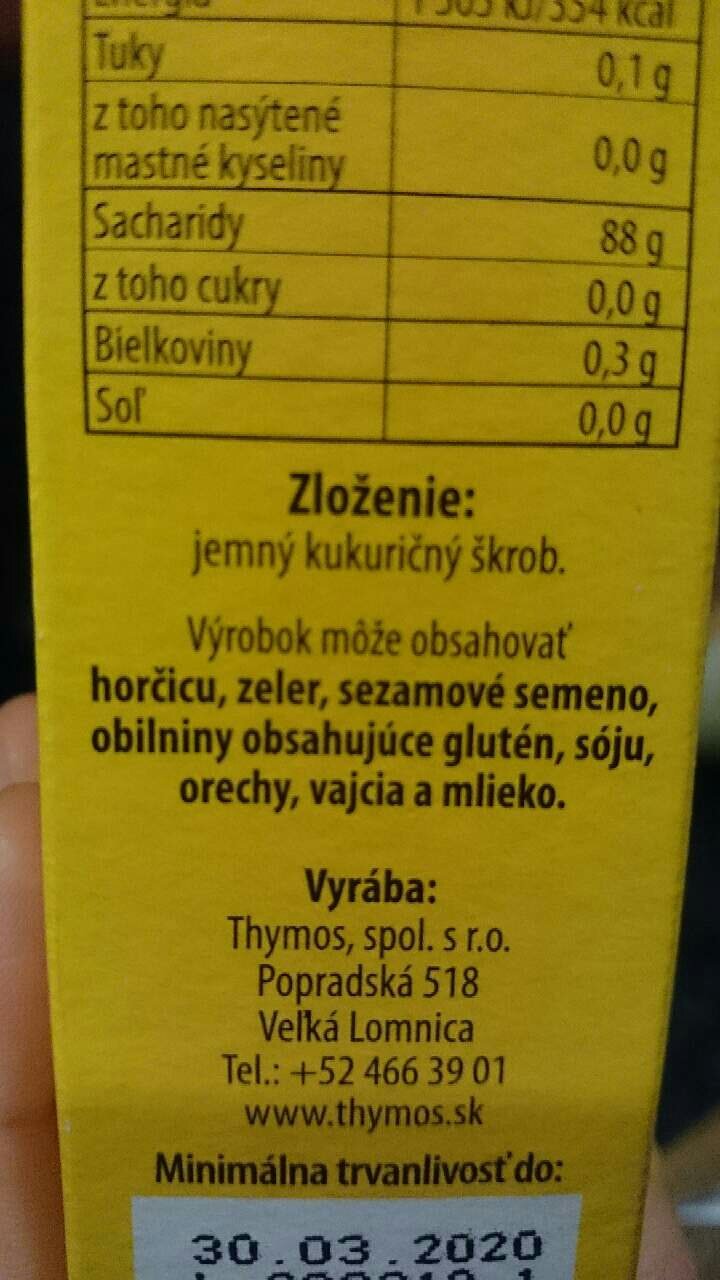 Energia 1 505 kJ/354 kcal
Tuky 0,1 g
z toho nasýtené
mastné kyseliny 0,0 g
Sacharidy 88 g
z toho cukry 0,0 g
Bielkoviny 0,3 g
Soľ 0,0 g
Zloženie:
jemný kukuričný škrob.
Výrobok môže obsahovať
horčicu, zeler, sezamové semeno,
obilniny obsahujúce glutén, sóju,
orechy, vajcia a mlieko.
Vyrába:
Thymos, spol. s r.o.
Popradská 518
Veľká Lomnica
Tel.: +52 466 39 01
www.thymos.sk
Minimálna trvanlivosť do:
30.03.2020